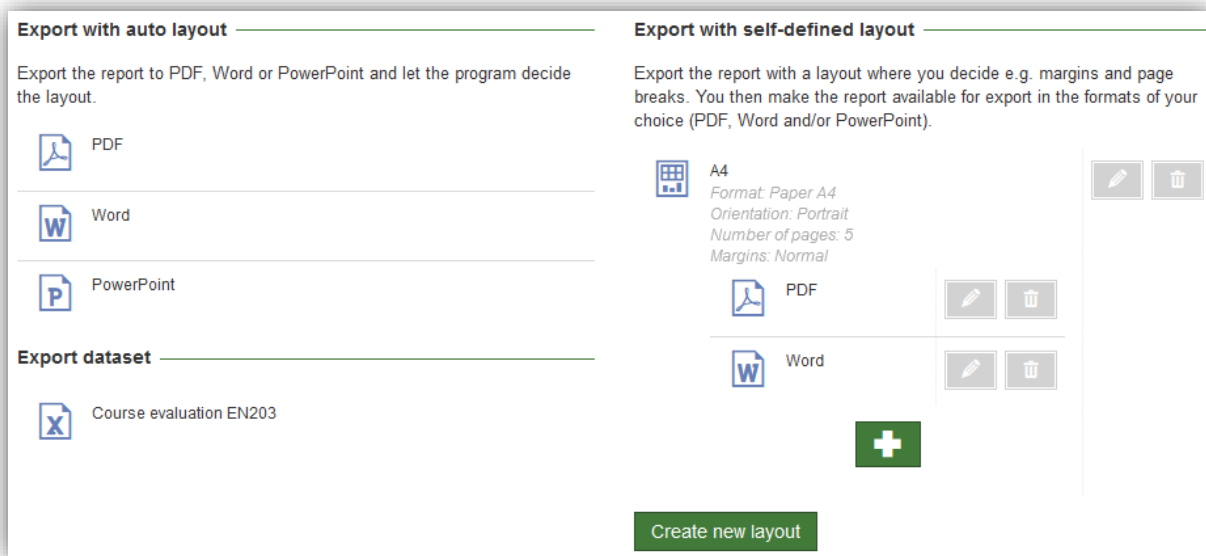 Export with auto layout
Export the report to PDF, Word or PowerPoint and let the program decide
the layout.
PDF
Word
PowerPoint
Export dataset
Course evaluation EN203
Export with self-defined layout
Export the report with a layout where you decide e.g. margins and page
breaks. You then make the report available for export in the formats of your
choice (PDF, Word and/or PowerPoint).
A4
Format: Paper A4
Orientation: Portrait
Number of pages: 5
Margins: Normal
PDF
Word
Create new layout